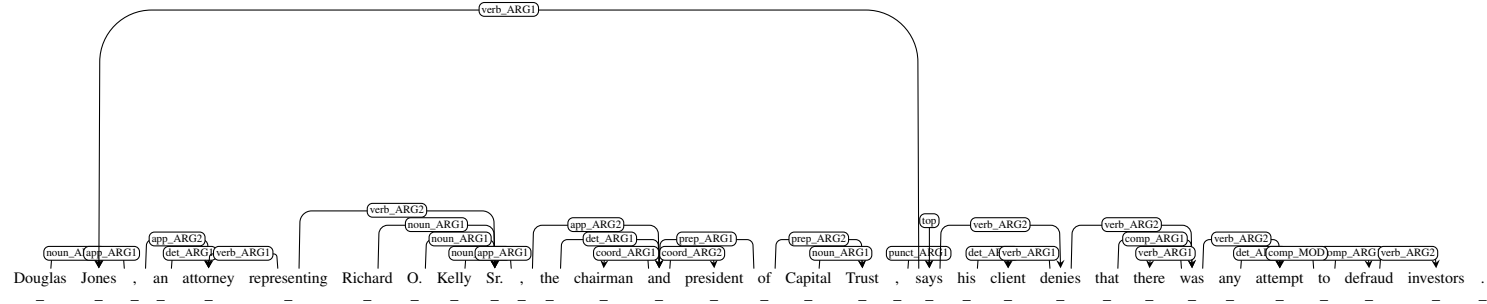 verb_ARG1
verb_ARG2 top
noun_ARG1 app_ARG2 verb_ARG2 verb_ARG2
app_ARG2 noun_ARG1 det_ARG1 prep_ARG1 prep_ARG2 comp_ARG1 verb_ARG2
app_ARG1 verb_ARG1 app_ARG1 coord_ARG1 coord_ARG2 noun_ARG1 punct_ARG1 verb_ARG1 verb_ARG1 comp_MOD verb_ARG2
Douglas Jones , an attorney representing Richard O. Kelly Sr. , the chairman and president of Capital Trust , says his client denies that there was any attempt to defraud investors .
_ _ _ _ _ _ _ _ _ _ _ _ _ _ _ _ _ _ _ _ _ _ _ _ _ _ _ _ _ _ _ _ _